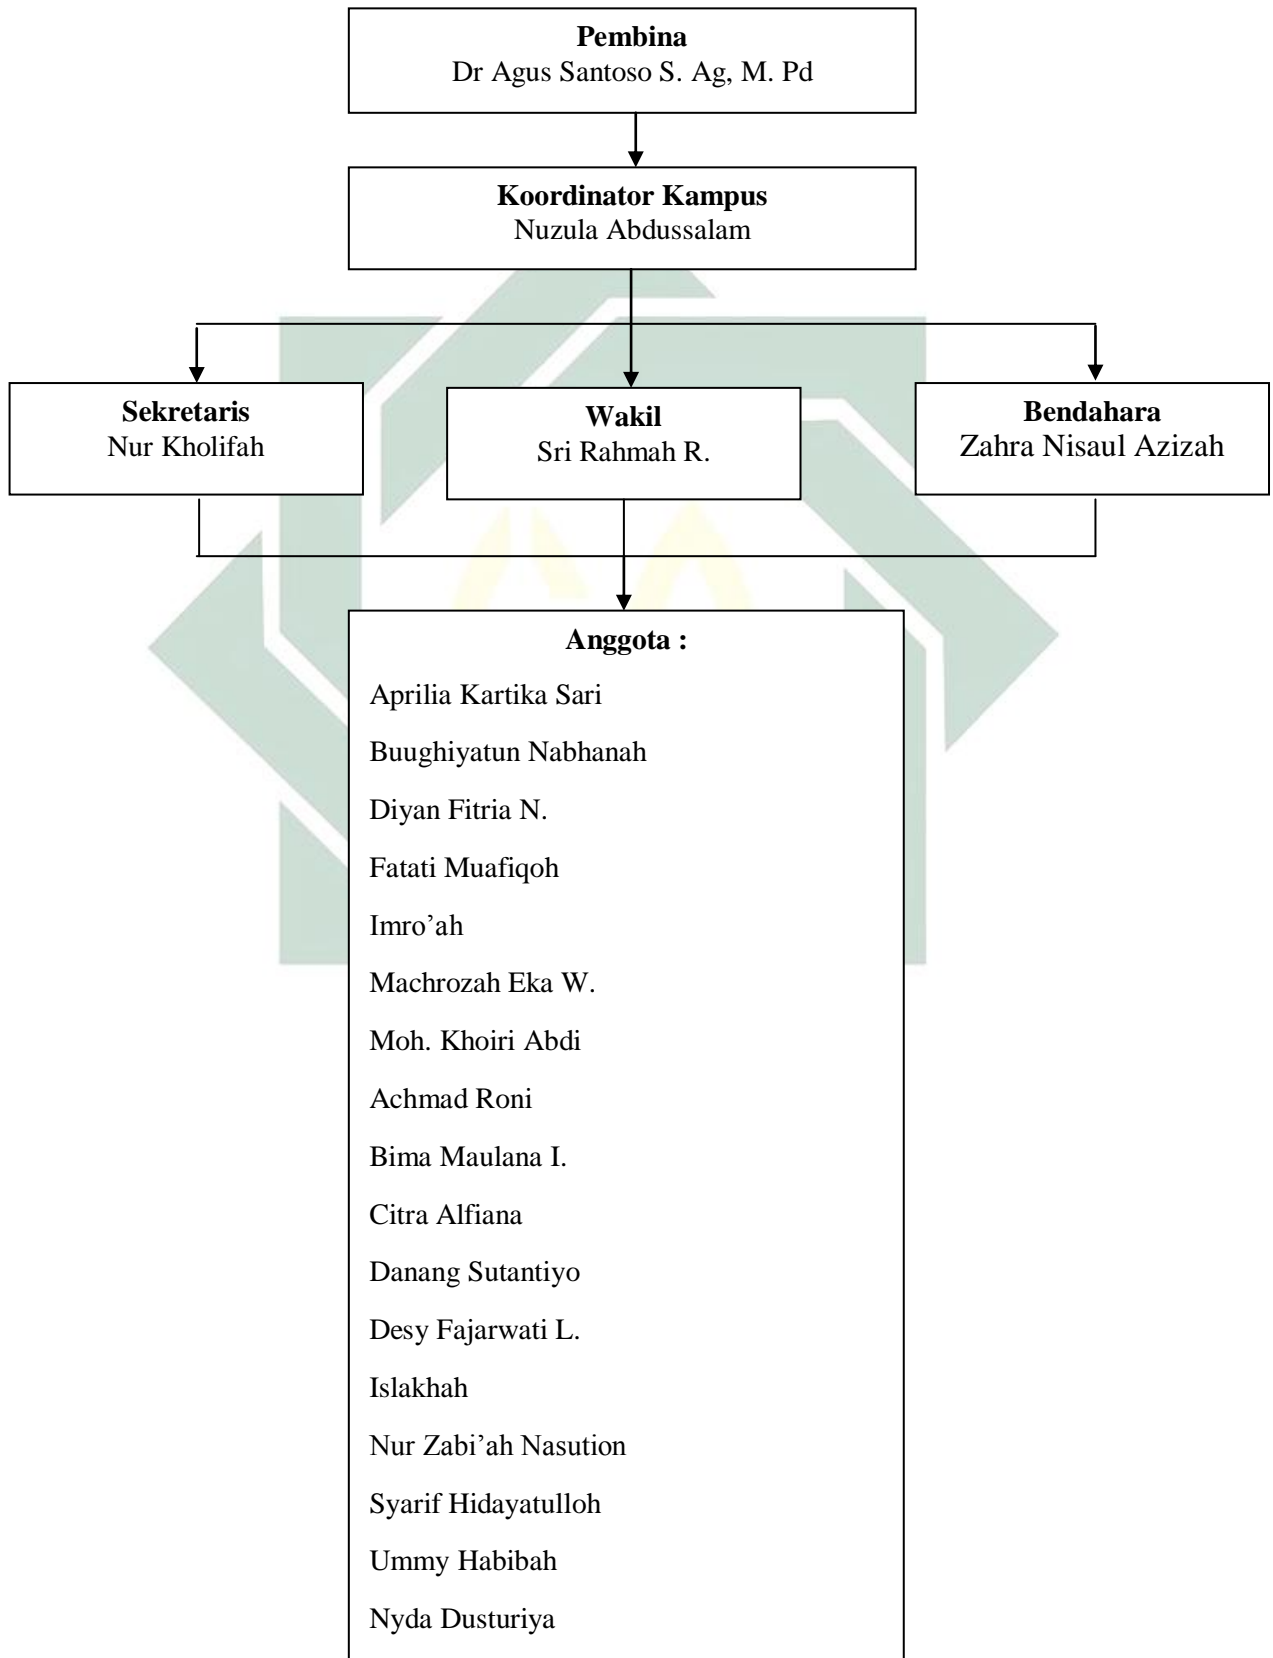 Pembina
Dr Agus Santoso S. Ag, M. Pd
Koordinator Kampus
Nuzula Abdussalam
Sekretaris
Nur Kholifah
Wakil
Sri Rahmah R.
Bendahara
Zahra Nisaul Azizah
Anggota :
Aprilia Kartika Sari
Buughiyatun Nabhanah
Diyan Fitria N.
Fatati Muafiqoh
Imro’ah
Machrozah Eka W.
Moh. Khoiri Abdi
Achmad Roni
Bima Maulana I.
Citra Alfiana
Danang Sutantiyo
Desy Fajarwati L.
Islakhah
Nur Zabi’ah Nasution
Syarif Hidayatulloh
Ummy Habibah
Nyda Dusturiya